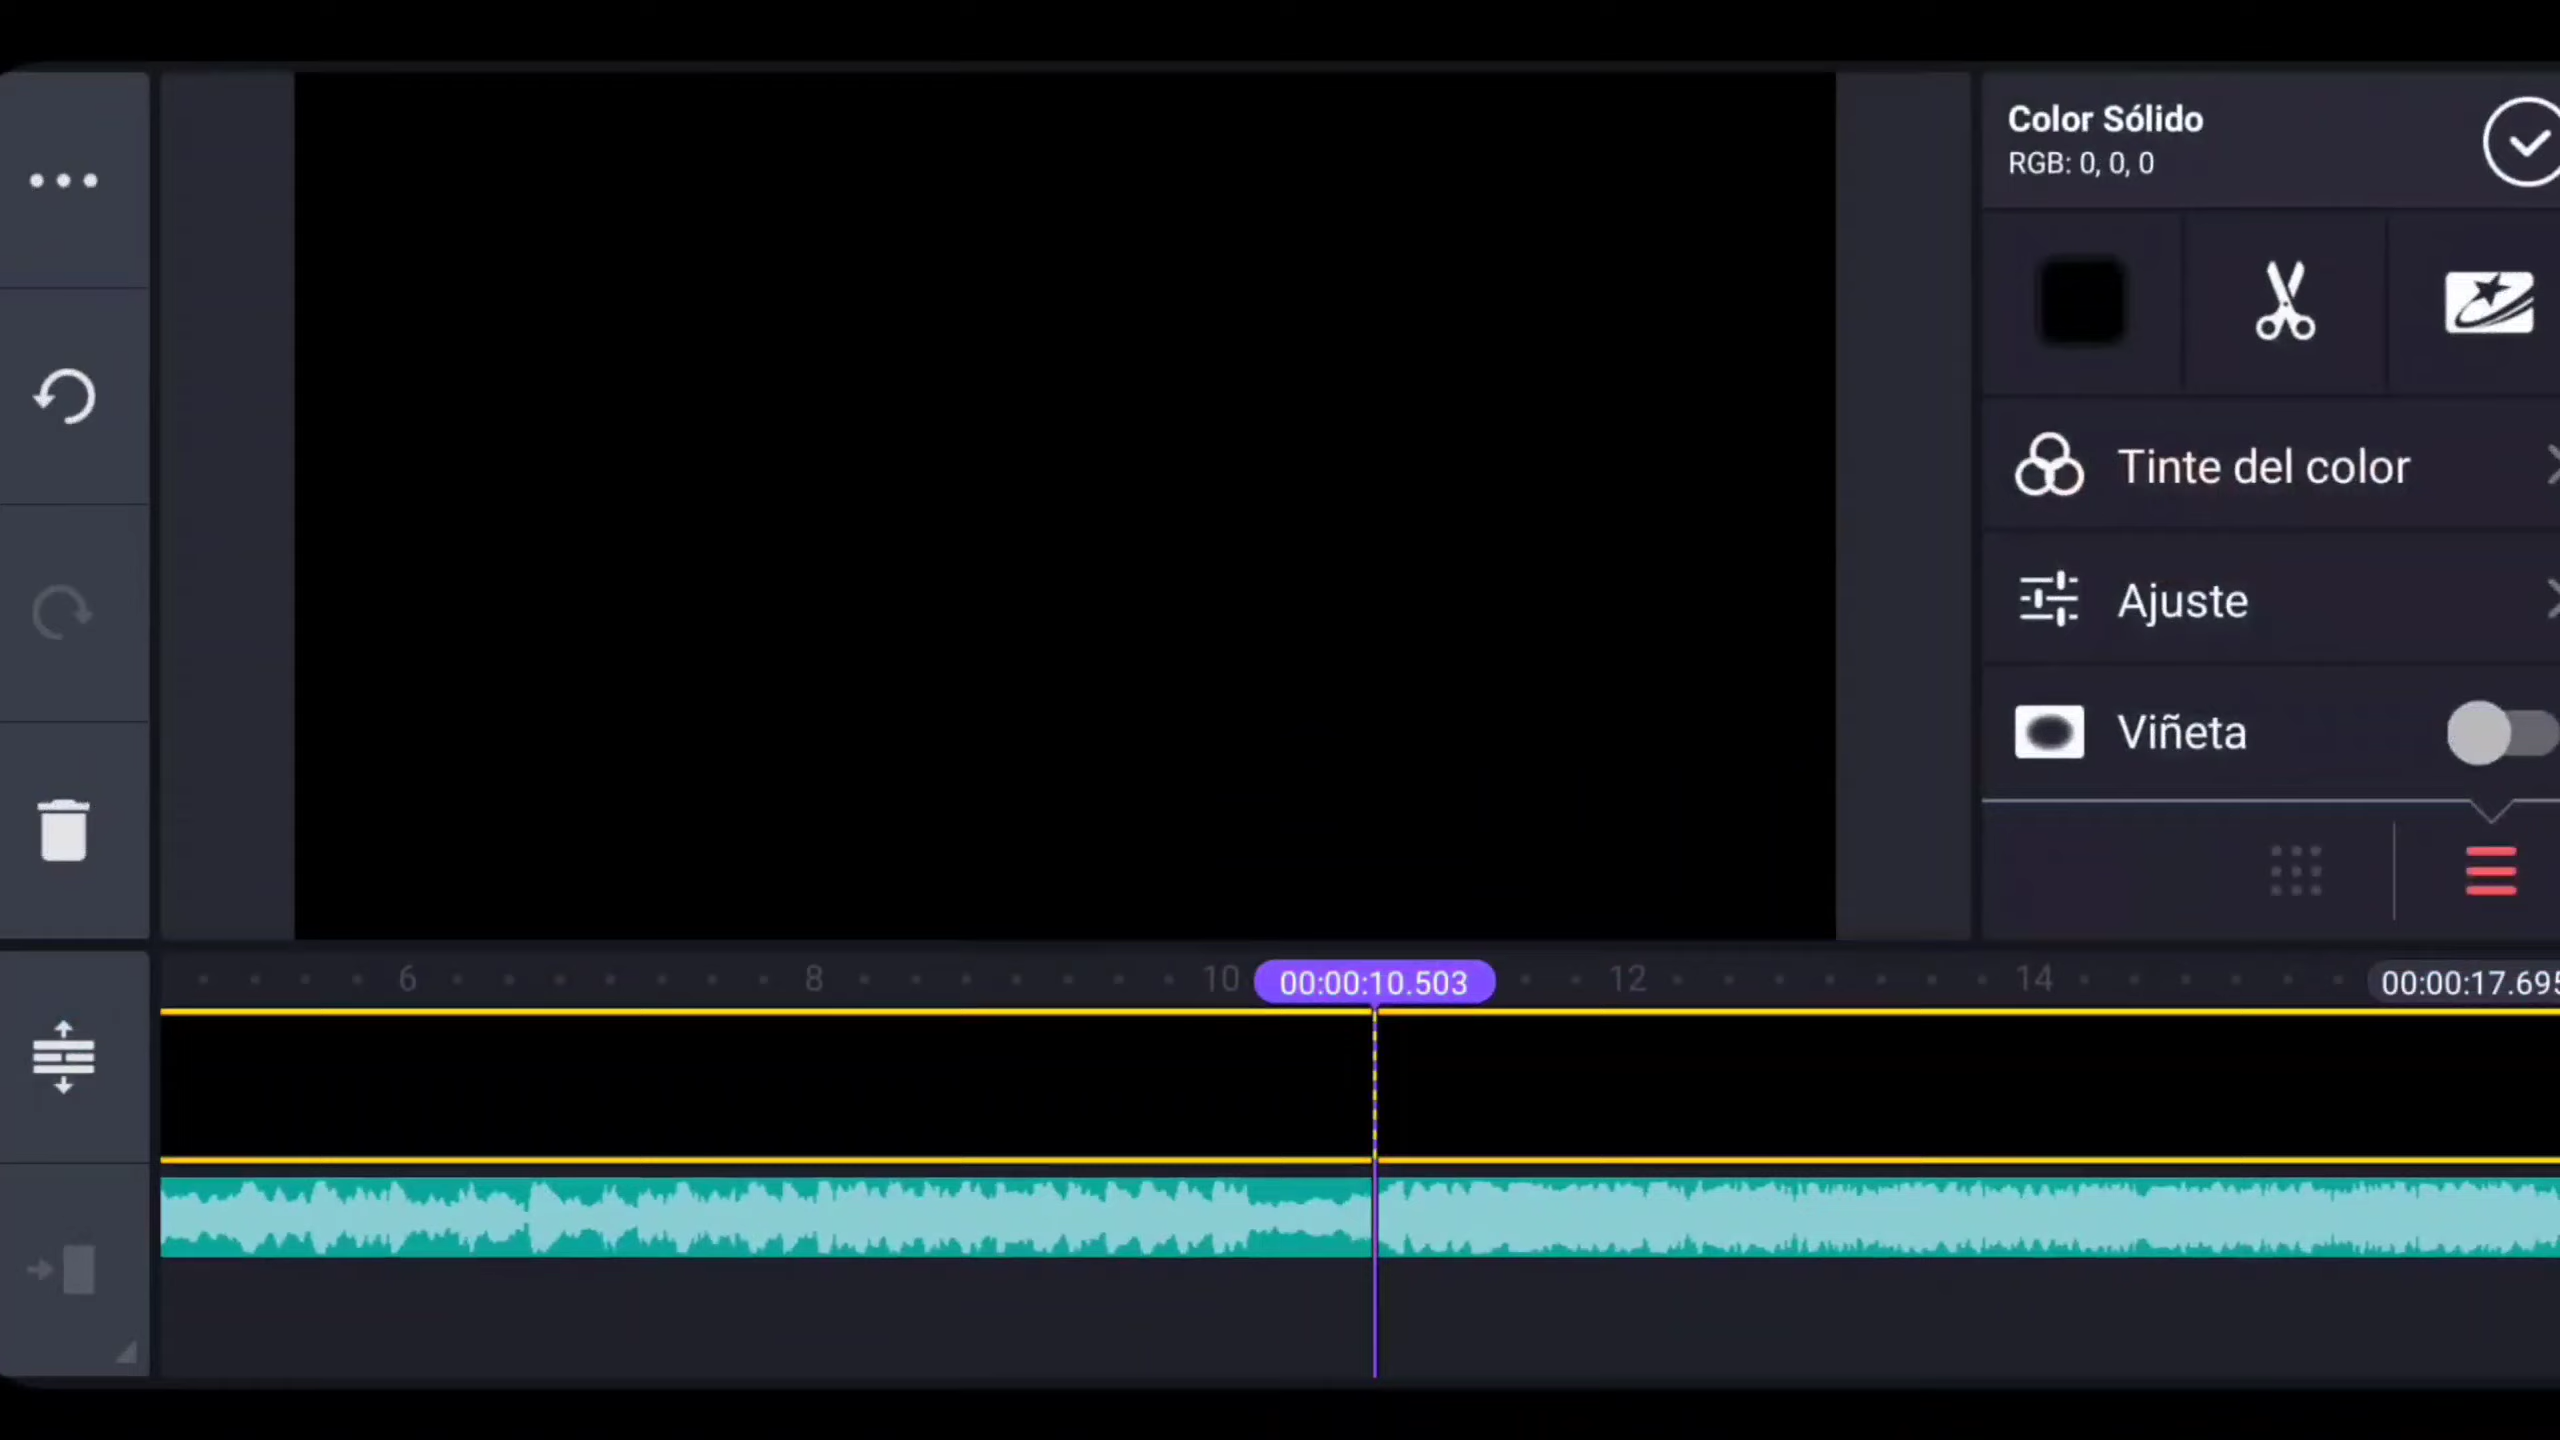 Color Sólido
RGB: 0, 0, 0
Tinte del color
Ajuste
Viñeta
6 8 10 00:00:10.503 12 14 00:00:17.695